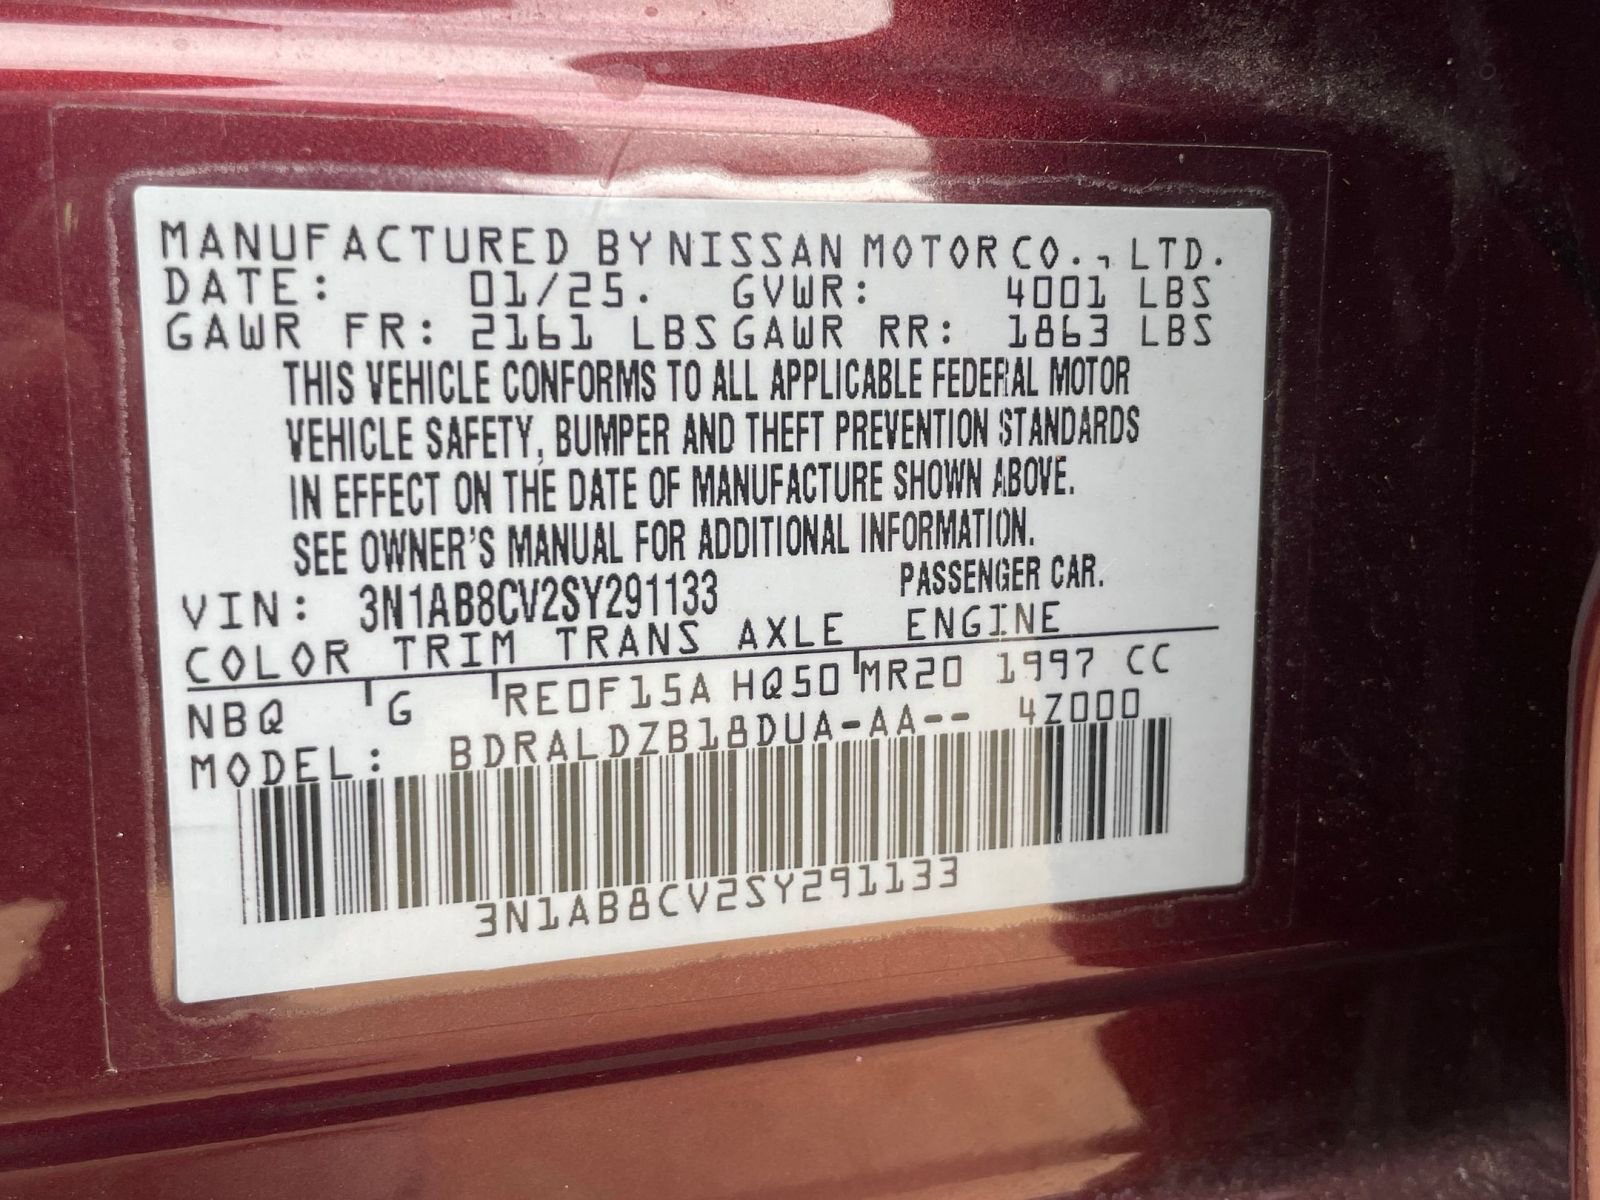 MANUFACTURED BY NISSAN MOTOR CO., LTD.
DATE: 01/25. GVWR: 4001 LBS
GAWR FR: 2161 LBS GAWR RR: 1863 LBS
THIS VEHICLE CONFORMS TO ALL APPLICABLE FEDERAL MOTOR
VEHICLE SAFETY, BUMPER AND THEFT PREVENTION STANDARDS
IN EFFECT ON THE DATE OF MANUFACTURE SHOWN ABOVE.
SEE OWNER'S MANUAL FOR ADDITIONAL INFORMATION.
VIN: 3N1AB8CV2SY291133 PASSENGER CAR.
COLOR TRIM TRANS AXLE ENGINE
NBQ G RE0F15A HQ50 MR20 1997 CC
MODEL: BDRALDZB18DUA-AA-- 4Z000
3N1AB8CV2SY291133